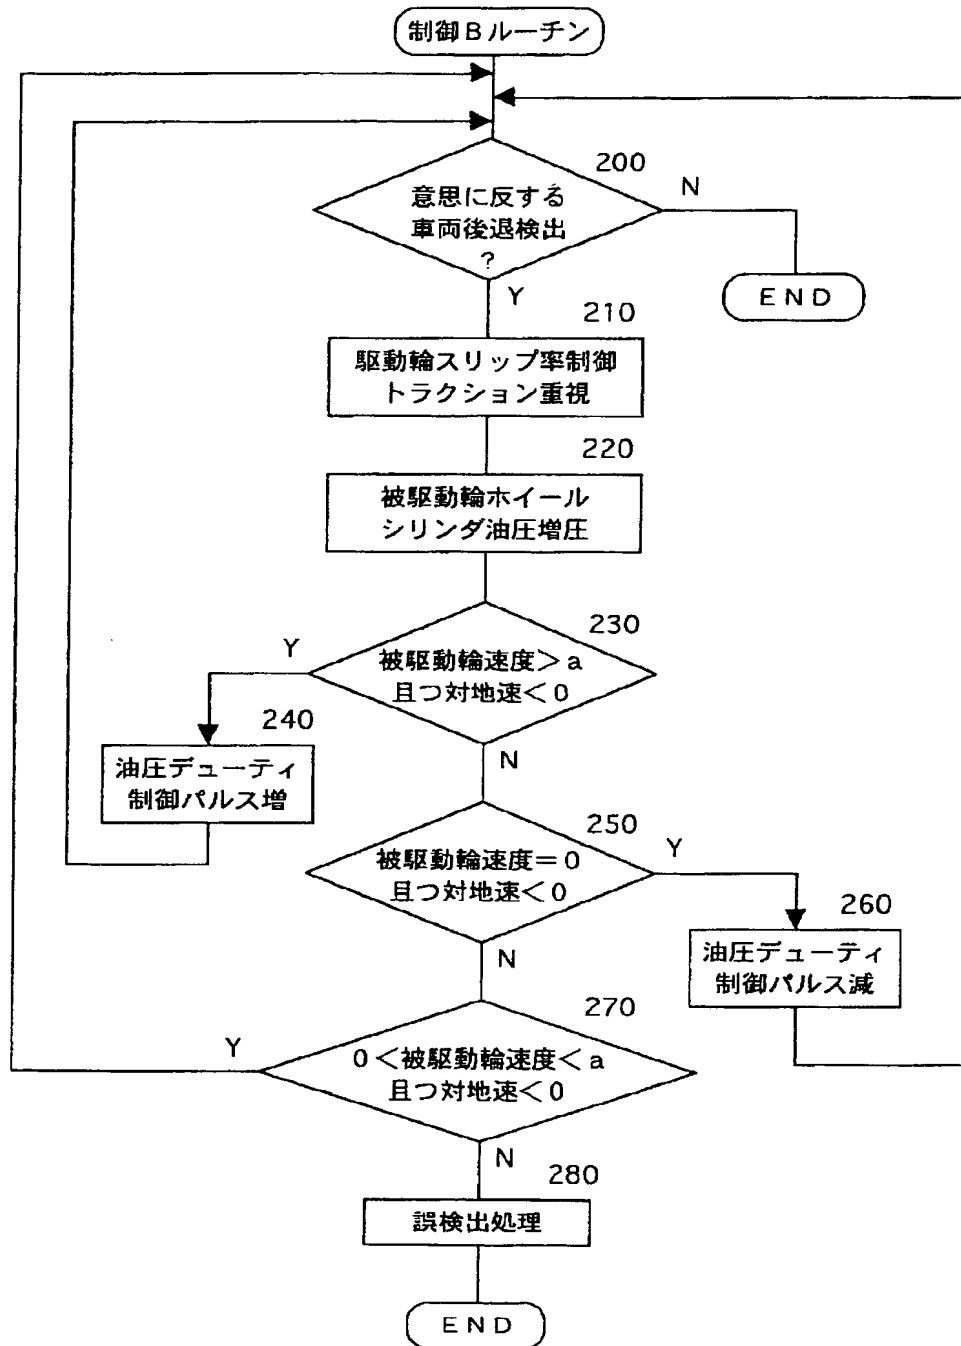 制御Bルーチン
200
意思に反する
車両後退検出
?
N
END
Y
210
駆動輪スリップ率制御
トラクション重視
220
被駆動輪ホイール
シリンダ油圧増圧
230
被駆動輪速度>a
且つ対地速<0
Y
N
240
油圧デューティ
制御パルス増
250
被駆動輪速度=0
且つ対地速<0
Y
N
260
油圧デューティ
制御パルス減
270
0<被駆動輪速度<a
且つ対地速<0
Y
N
280
誤検出処理
END